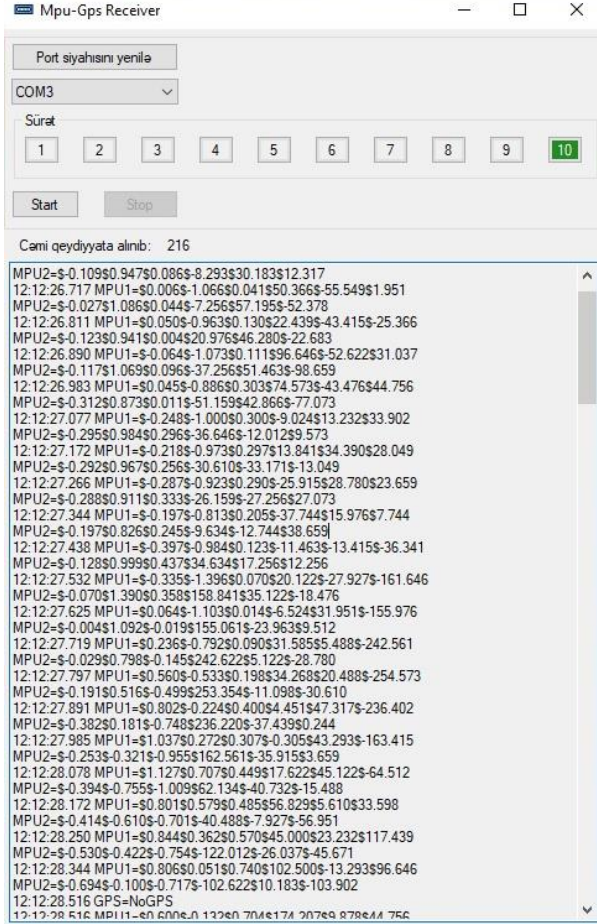 Mpu-Gps Receiver
Port siyahısını yenilə
COM3
Sürət
1 2 3 4 5 6 7 8 9 10
Start Stop
Cəmi qeydiyyata alınıb: 216
MPU2=$-0.109$0.947$0.086$-8.293$30.183$12.317
12:12:26.717 MPU1=$0.006$-1.066$0.041$50.366$-55.549$1.951
MPU2=$-0.027$1.086$0.044$-7.256$57.195$-52.378
12:12:26.811 MPU1=$0.050$-0.963$0.130$22.439$-43.415$-25.366
MPU2=$-0.123$0.941$0.004$20.976$46.280$-22.683
12:12:26.890 MPU1=$-0.064$-1.073$0.111$96.646$-52.622$31.037
MPU2=$-0.117$1.069$0.096$-37.256$51.463$-98.659
12:12:26.983 MPU1=$0.045$-0.886$0.303$74.573$-43.476$44.756
MPU2=$-0.312$0.873$0.011$-51.159$42.866$-77.073
12:12:27.077 MPU1=$-0.248$-1.000$0.300$-9.024$13.232$33.902
MPU2=$-0.295$0.984$0.296$-36.646$-12.012$9.573
12:12:27.172 MPU1=$-0.218$-0.973$0.297$13.841$34.390$28.049
MPU2=$-0.292$0.967$0.256$-30.610$-33.171$-13.049
12:12:27.266 MPU1=$-0.287$-0.923$0.290$-25.915$28.780$23.659
MPU2=$-0.288$0.911$0.333$-26.159$-27.256$27.073
12:12:27.344 MPU1=$-0.197$-0.813$0.205$-37.744$15.976$7.744
MPU2=$-0.197$0.826$0.245$-9.634$-12.744$38.659
12:12:27.438 MPU1=$-0.397$-0.984$0.123$-11.463$-13.415$-36.341
MPU2=$-0.128$0.999$0.437$34.634$17.256$12.256
12:12:27.532 MPU1=$-0.335$-1.396$0.070$20.122$-27.927$-161.646
MPU2=$-0.070$1.390$0.358$158.841$35.122$-18.476
12:12:27.625 MPU1=$0.064$-1.103$0.014$-6.524$31.951$-155.976
MPU2=$-0.004$1.092$-0.019$155.061$-23.963$9.512
12:12:27.719 MPU1=$0.236$-0.792$0.090$31.585$5.488$-242.561
MPU2=$-0.029$0.798$-0.145$242.622$5.122$-28.780
12:12:27.797 MPU1=$0.560$-0.533$0.198$34.268$20.488$-254.573
MPU2=$-0.191$0.516$-0.499$253.354$-11.098$-30.610
12:12:27.891 MPU1=$0.802$-0.224$0.400$4.451$47.317$-236.402
MPU2=$-0.382$0.181$-0.748$236.220$-37.439$0.244
12:12:27.985 MPU1=$1.037$0.272$0.307$-0.305$43.293$-163.415
MPU2=$-0.253$-0.321$-0.955$162.561$-35.915$3.659
12:12:28.078 MPU1=$1.127$0.707$0.449$17.622$45.122$-64.512
MPU2=$-0.394$-0.755$-1.009$62.134$-40.732$-15.488
12:12:28.172 MPU1=$0.801$0.579$0.485$56.829$5.610$33.598
MPU2=$-0.414$-0.610$-0.701$-40.488$-7.927$-56.951
12:12:28.250 MPU1=$0.844$0.362$0.570$45.000$23.232$117.439
MPU2=$-0.530$-0.422$-0.754$-122.012$-26.037$-45.671
12:12:28.344 MPU1=$0.806$0.051$0.740$102.500$-13.293$96.646
MPU2=$-0.694$-0.100$-0.717$-102.622$10.183$-103.902
12:12:28.516 GPS=NoGPS
12:12:28.516 MPU1=$0.600$-0.132$0.704$174.207$9.878$44.756